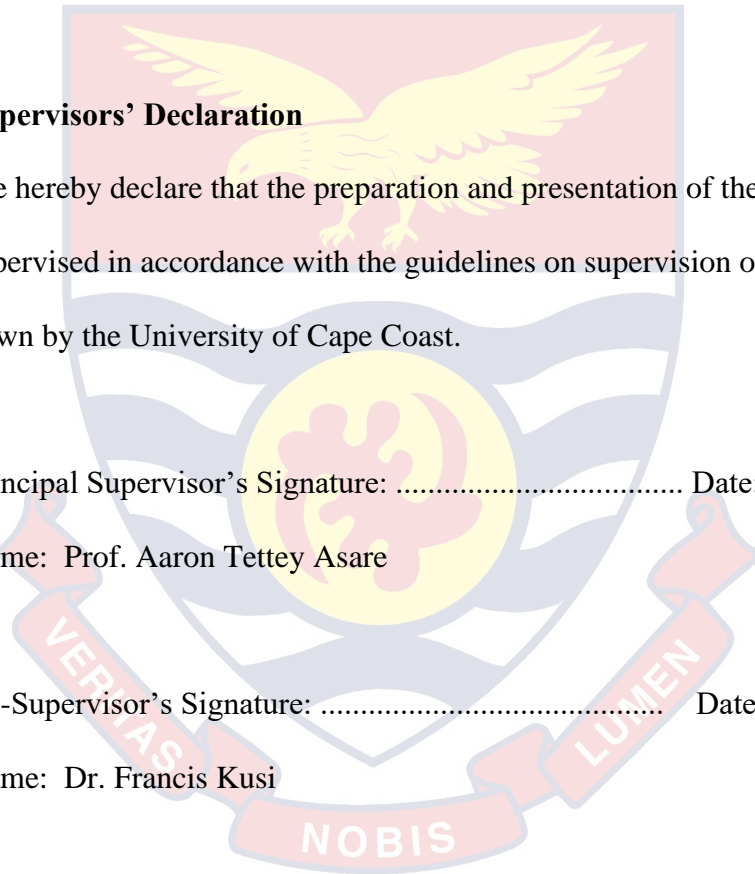 pervisors’ Declaration
e hereby declare that the preparation and presentation of the
pervised in accordance with the guidelines on supervision o
wn by the University of Cape Coast.
ncipal Supervisor’s Signature: .................................... Date:
me: Prof. Aaron Tettey Asare
-Supervisor’s Signature: ........................................... Date
me: Dr. Francis Kusi
VERITAS
NOBIS
LUMEN